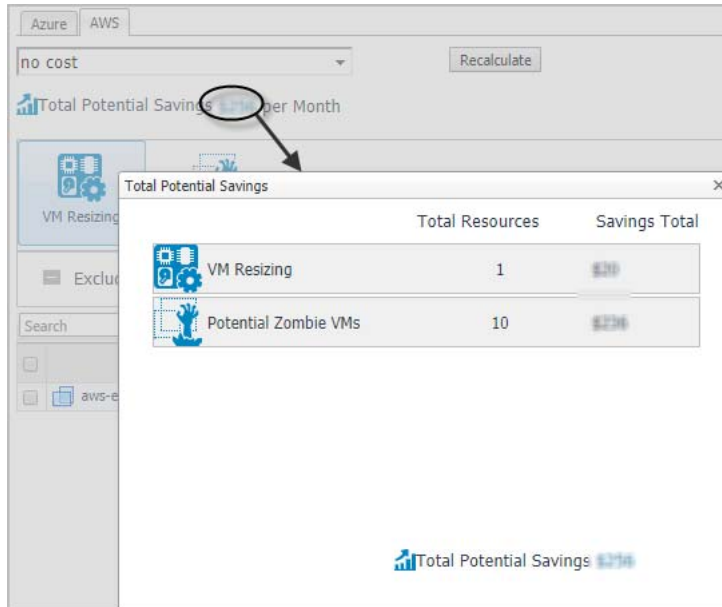 Azure AWS
no cost Recalculate
Total Potential Savings per Month
VM Resizing
Total Potential Savings
Total Resources Savings Total
VM Resizing 1
Potential Zombie VMs 10
Search
aws-e
Total Potential Savings